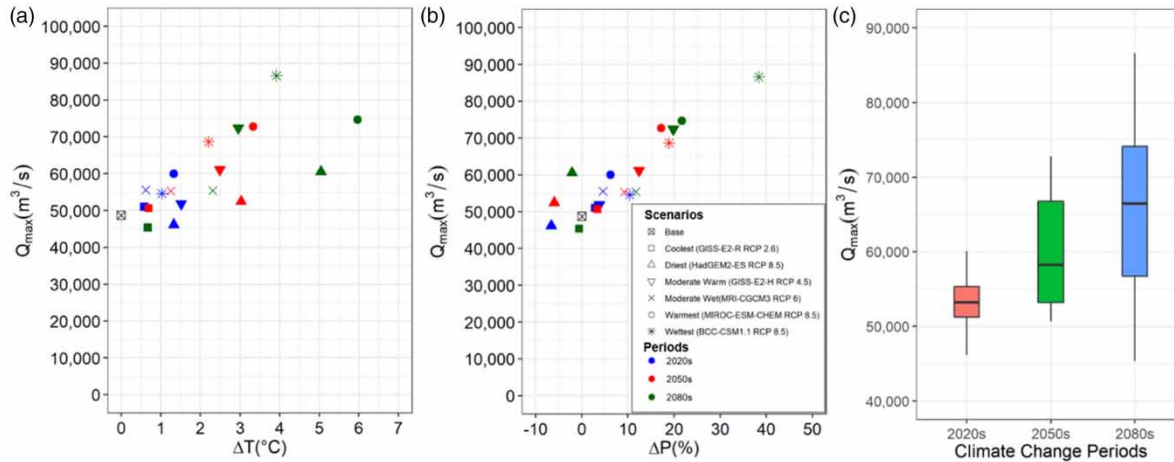 (a)
Qmax(m³/s)
100,000
90,000
80,000
70,000
60,000
50,000
40,000
30,000
20,000
10,000
0
0 1 2 3 4 5 6 7
ΔT(°C)
(b)
Qmax(m³/s)
100,000
90,000
80,000
70,000
60,000
50,000
40,000
30,000
20,000
10,000
0
-10 0 10 20 30 40 50
ΔP(%)
Scenarios
Base
Coolest (GISS-E2-R RCP 2.6)
Driest (HadGEM2-ES RCP 8.5)
Moderate Warm (GISS-E2-H RCP 4.5)
Moderate Wet(MRI-CGCM3 RCP 6)
Warmest (MIROC-ESM-CHEM RCP 8.5)
Wettest (BCC-CSM1.1 RCP 8.5)
Periods
2020s
2050s
2080s
(c)
Qmax(m³/s)
90,000
80,000
70,000
60,000
50,000
40,000
2020s 2050s 2080s
Climate Change Periods